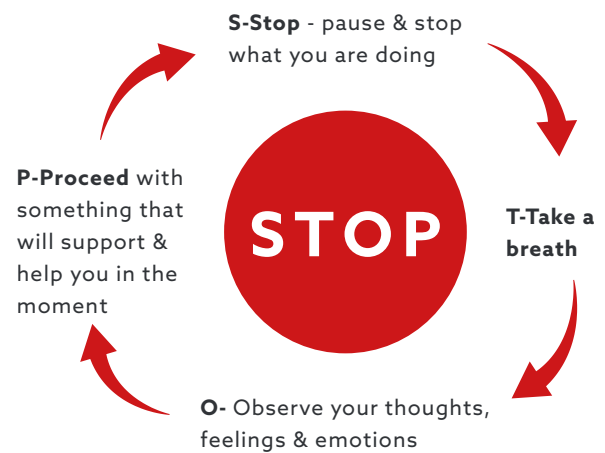 S-Stop - pause & stop
what you are doing
T-Take a
breath
O- Observe your thoughts,
feelings & emotions
P-Proceed with
something that
will support &
help you in the
moment
STOP